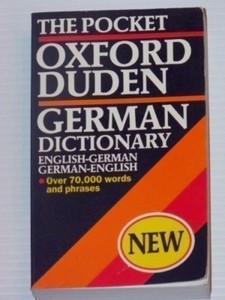 THE POCKET
OXFORD
DUDEN
GERMAN
DICTIONARY
ENGLISH-GERMAN
GERMAN-ENGLISH
• Over 70,000 words
and phrases
NEW